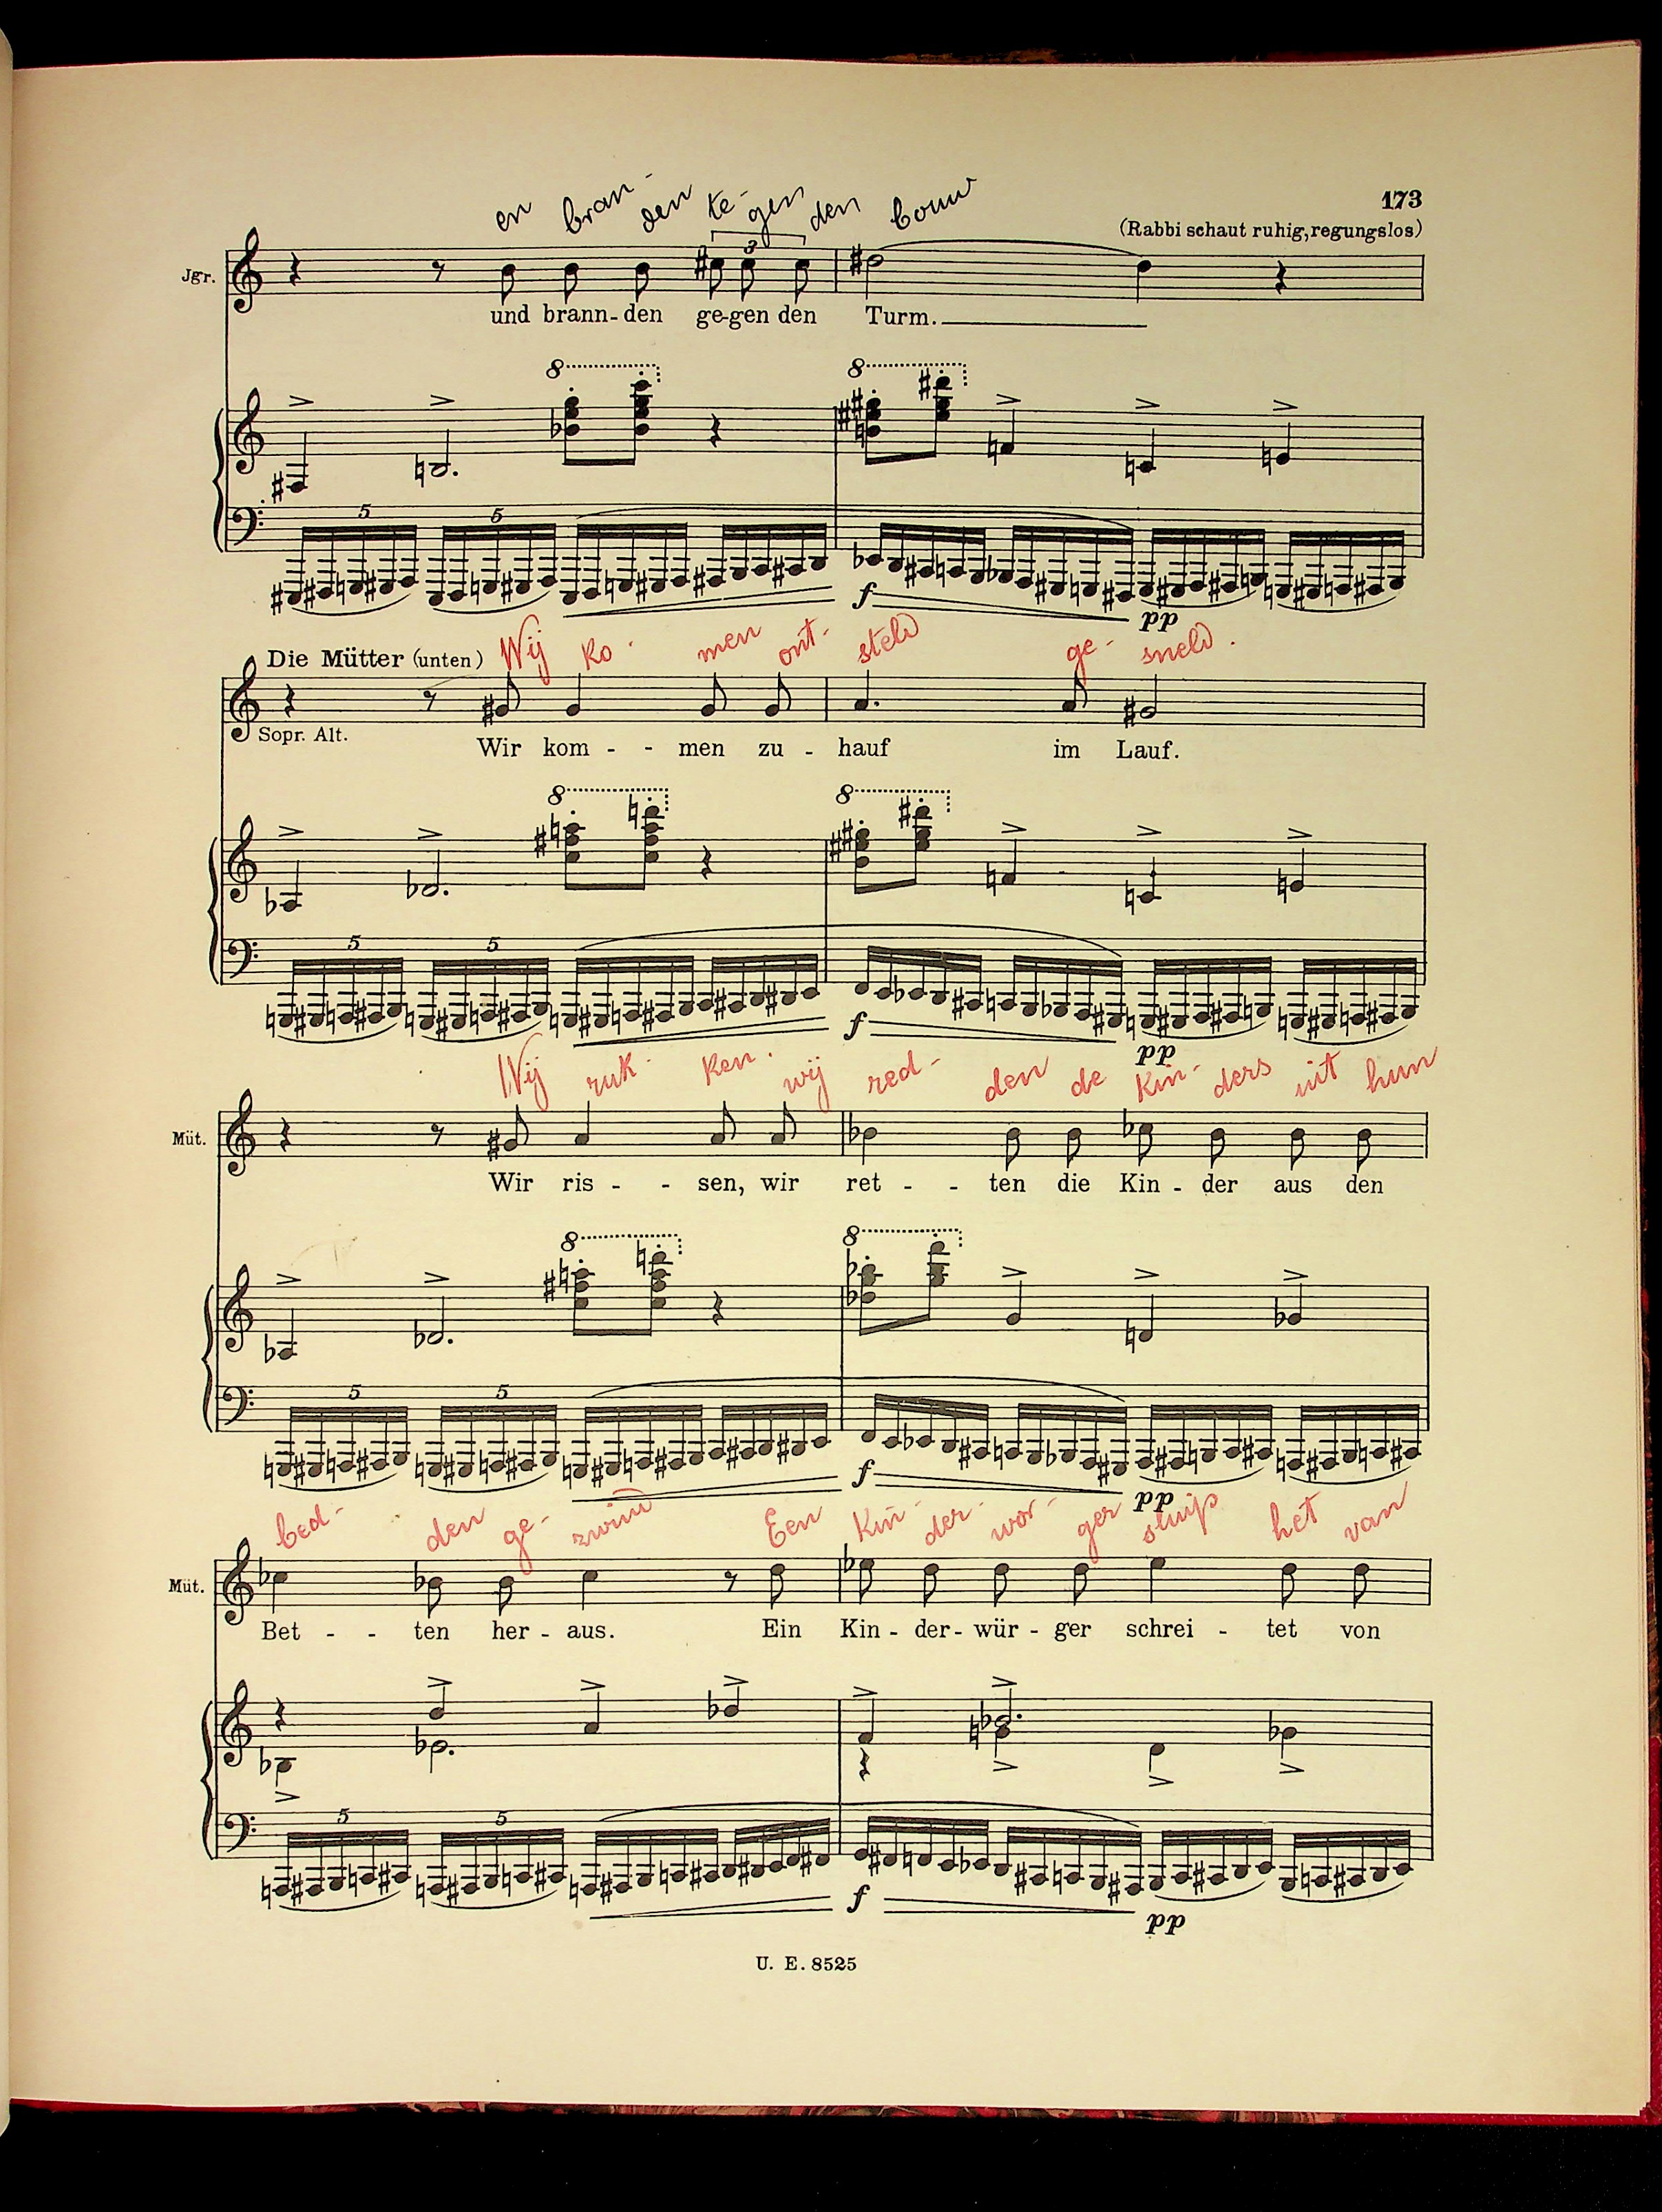 173
en bran- den te- gen den bouw
(Rabbi schaut ruhig, regungslos)
Jgr.
3
und brann-den ge-gen den Turm.
8 8
5 5
f pp
Die Mütter (unten)
Wij ko- men ont- steld ge- sneld.
Sopr. Alt.
Wir kom - - men zu - hauf im Lauf.
8 8
5 5
f pp
Wij ruk- ken. wij red- den de kin- ders uit hun
Müt.
Wir ris - - sen, wir ret - - ten die Kin - der aus den
8 8
5 5
f pp
bed- den ge- zwind Een kin- der- wor- ger sluip het van
Müt.
Bet - - ten her - aus. Ein Kin - der - wür - ger schrei - tet von
5 5
f pp
U. E. 8525